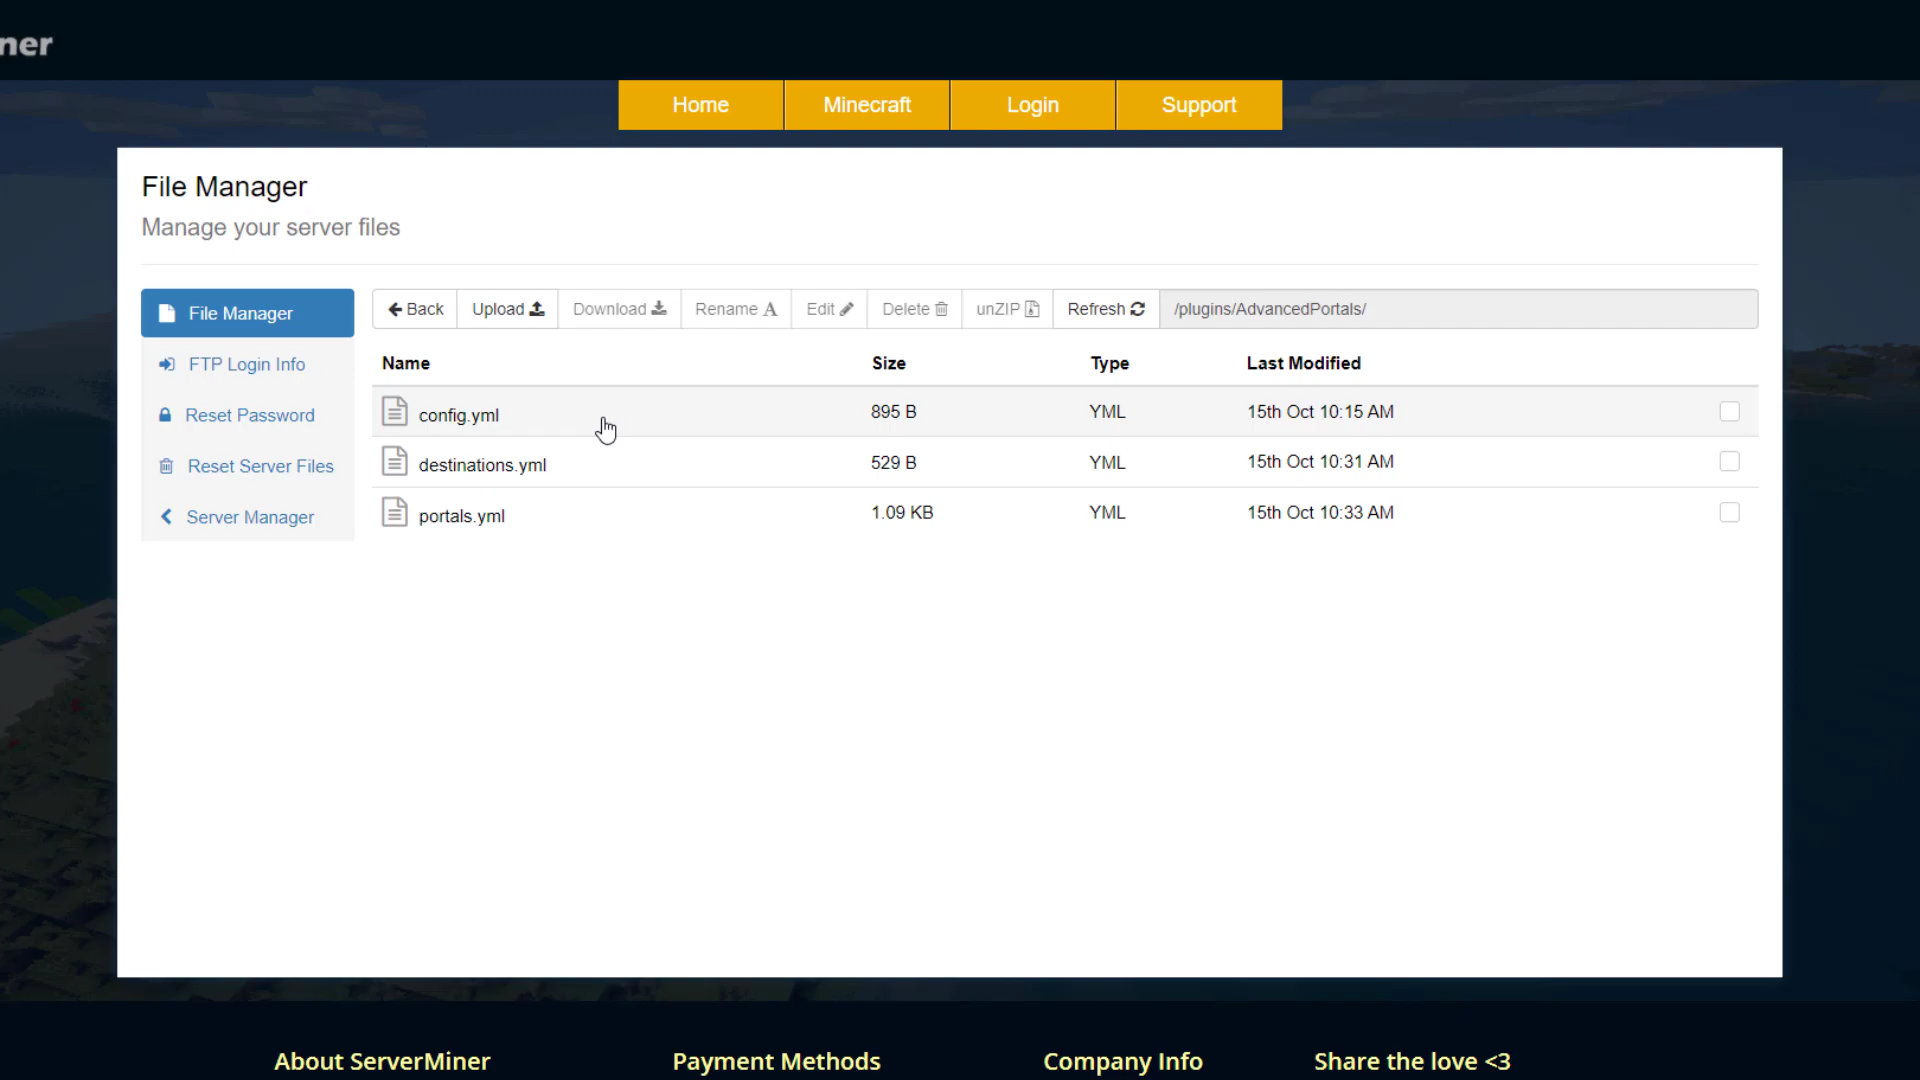 ner
Home Minecraft Login Support
File Manager
Manage your server files
File Manager
FTP Login Info
Reset Password
Reset Server Files
Server Manager
Back Upload Download Rename Edit Delete unZIP Refresh /plugins/AdvancedPortals/
Name Size Type Last Modified
config.yml 895 B YML 15th Oct 10:15 AM
destinations.yml 529 B YML 15th Oct 10:31 AM
portals.yml 1.09 KB YML 15th Oct 10:33 AM
About ServerMiner Payment Methods Company Info Share the love <3